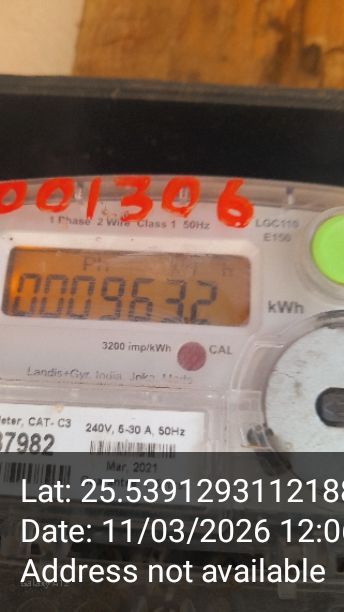 001306
1 Phase 2 Wire Class 1 50Hz
LGC110
E150
0009632
kWh
3200 imp/kWh
CAL
Landis+Gyr, India
eter, CAT- C3
240V, 5-30 A, 50Hz
37982
Mar, 2021
Lat: 25.5391293112188
Date: 11/03/2026 12:06
Address not available